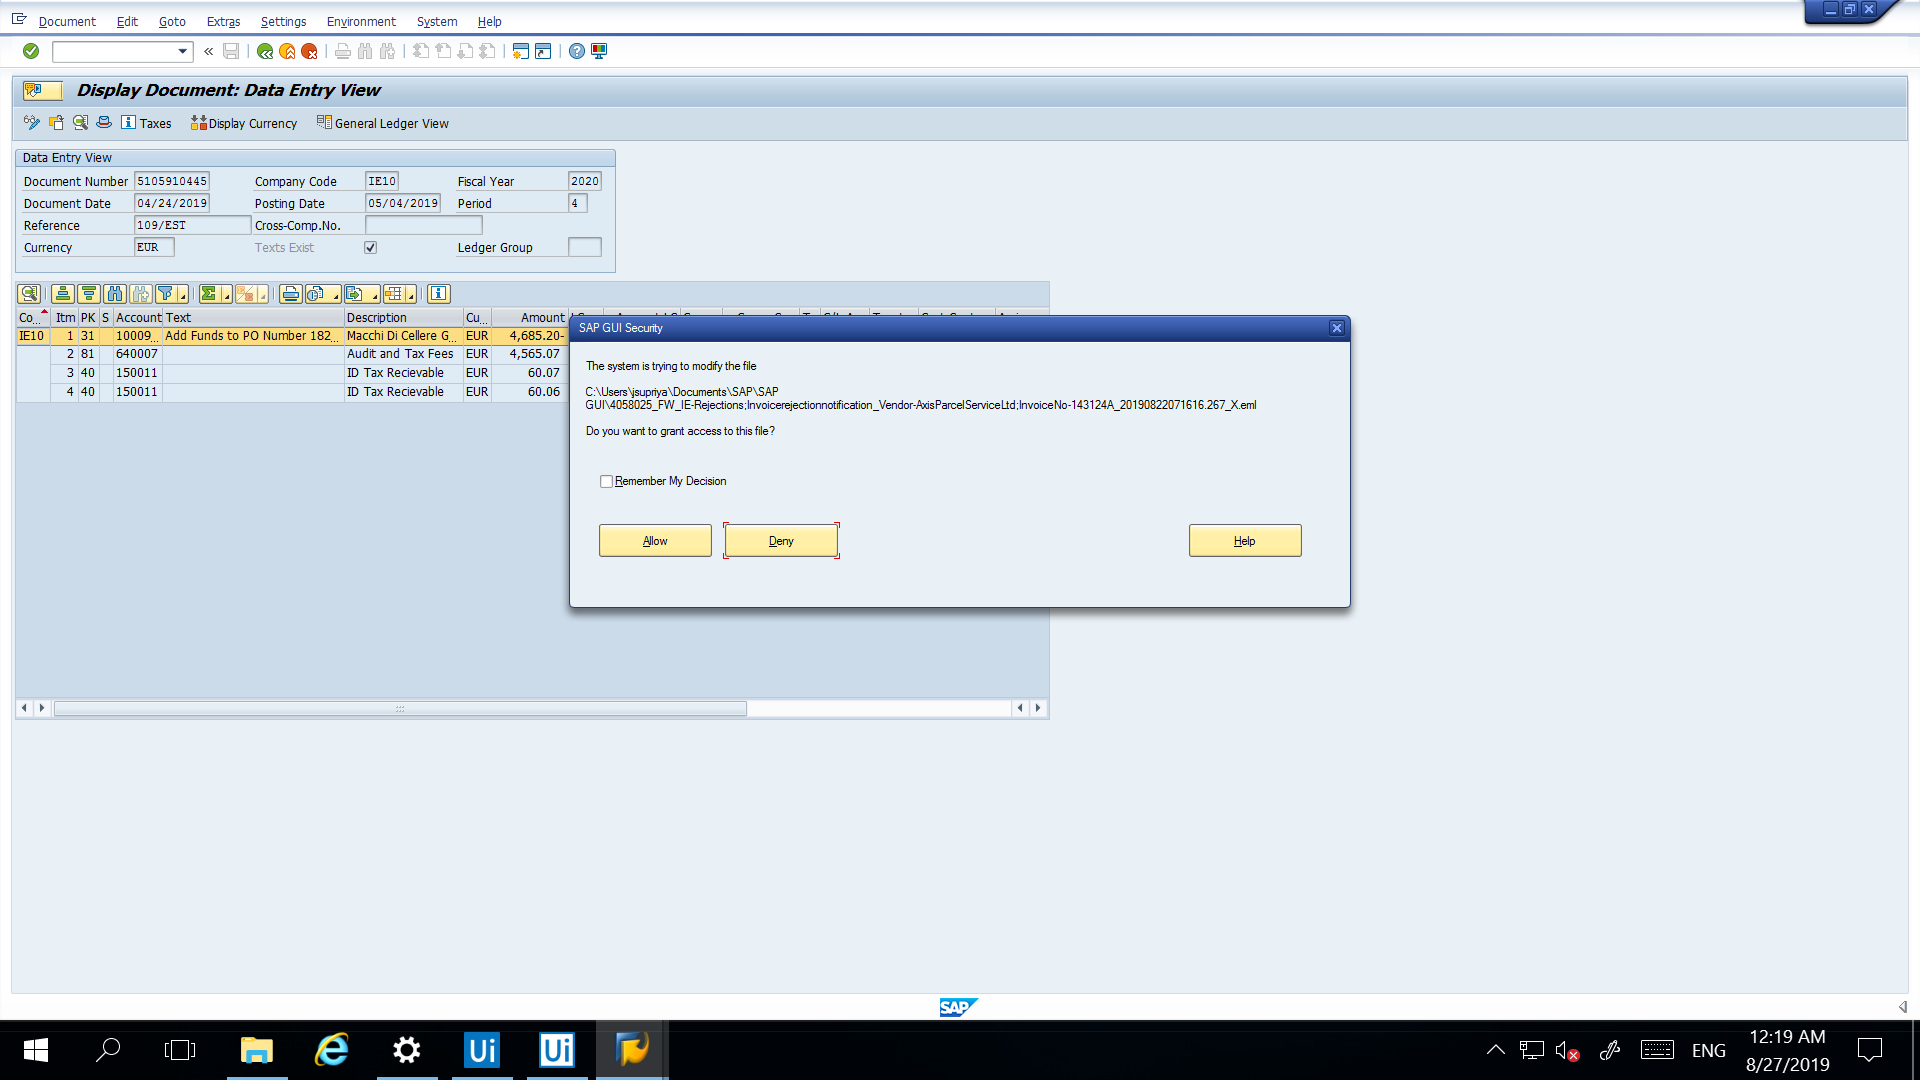 Document Edit Goto Extras Settings Environment System Help
Display Document: Data Entry View
Taxes Display Currency General Ledger View
Data Entry View
Document Number 5105910445 Company Code IE10 Fiscal Year 2020
Document Date 04/24/2019 Posting Date 05/04/2019 Period 4
Reference 109/EST Cross-Comp.No.
Currency EUR Texts Exist Ledger Group
Co... Itm PK S Account Text Description Cu... Amount
IE10 1 31 10009... Add Funds to PO Number 182... Macchi Di Cellere G... EUR 4,685.20-
2 81 640007 Audit and Tax Fees EUR 4,565.07
3 40 150011 ID Tax Recievable EUR 60.07
4 40 150011 ID Tax Recievable EUR 60.06
SAP GUI Security
The system is trying to modify the file
C:\Users\jsupriya\Documents\SAP\SAP
GUI\4058025_FW_IE-Rejections;Invoicerejectionnotification_Vendor-AxisParcelServiceLtd;InvoiceNo-143124A_20190822071616.267_X.eml
Do you want to grant access to this file?
Remember My Decision
Allow Deny Help
SAP
Ui Ui
ENG
12:19 AM
8/27/2019